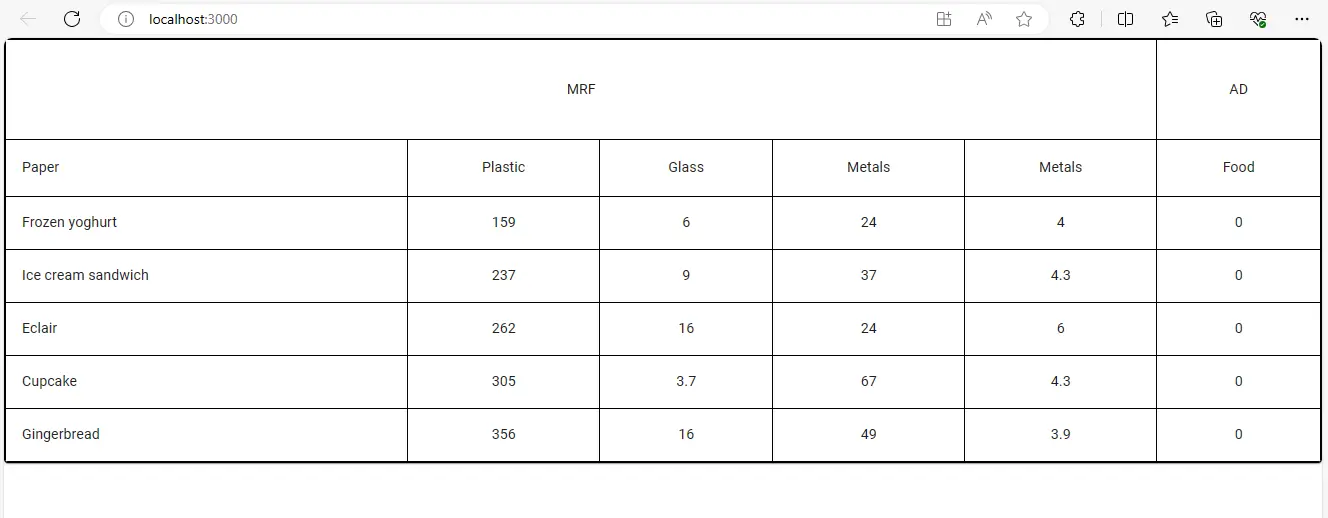 localhost:3000
MRF AD
Paper Plastic Glass Metals Metals Food
Frozen yoghurt 159 6 24 4 0
Ice cream sandwich 237 9 37 4.3 0
Eclair 262 16 24 6 0
Cupcake 305 3.7 67 4.3 0
Gingerbread 356 16 49 3.9 0